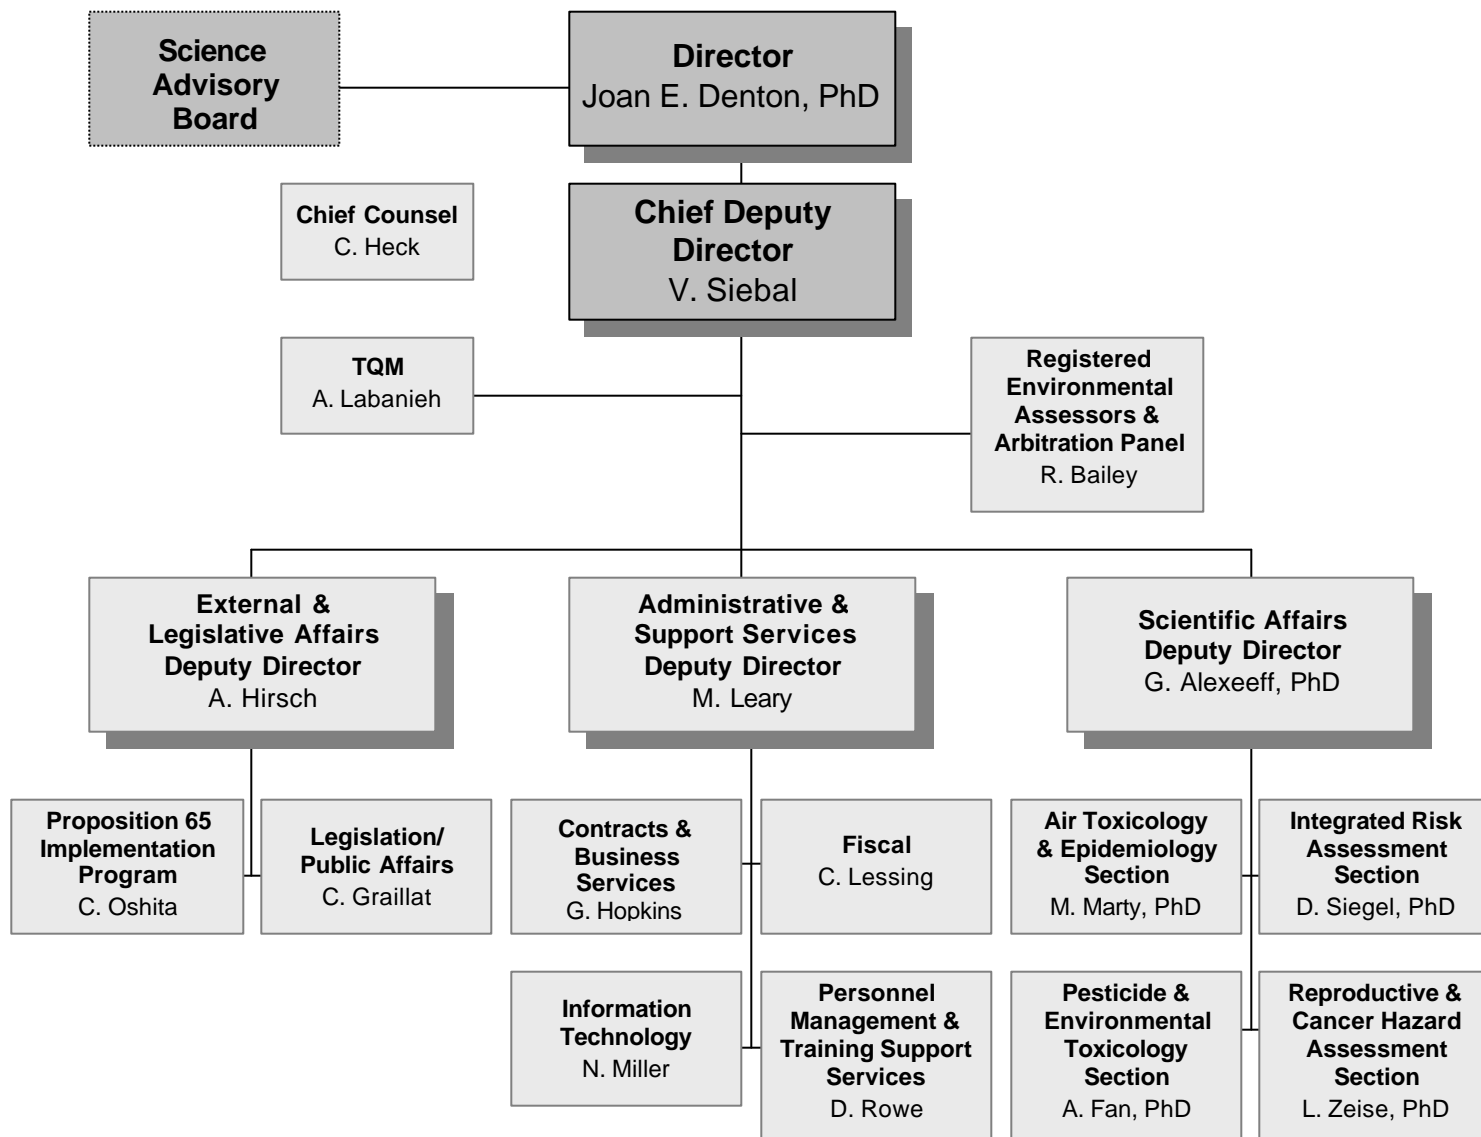 Science
Advisory
Board
Director
Joan E. Denton, PhD
Chief Counsel
C. Heck
Chief Deputy
Director
V. Siebal
TQM
A. Labanieh
Registered
Environmental
Assessors &
Arbitration Panel
R. Bailey
External &
Legislative Affairs
Deputy Director
A. Hirsch
Administrative &
Support Services
Deputy Director
M. Leary
Scientific Affairs
Deputy Director
G. Alexeeff, PhD
Proposition 65
Implementation
Program
C. Oshita
Legislation/
Public Affairs
C. Graillat
Contracts &
Business
Services
G. Hopkins
Fiscal
C. Lessing
Air Toxicology
& Epidemiology
Section
M. Marty, PhD
Integrated Risk
Assessment
Section
D. Siegel, PhD
Information
Technology
N. Miller
Personnel
Management &
Training Support
Services
D. Rowe
Pesticide &
Environmental
Toxicology
Section
A. Fan, PhD
Reproductive &
Cancer Hazard
Assessment
Section
L. Zeise, PhD